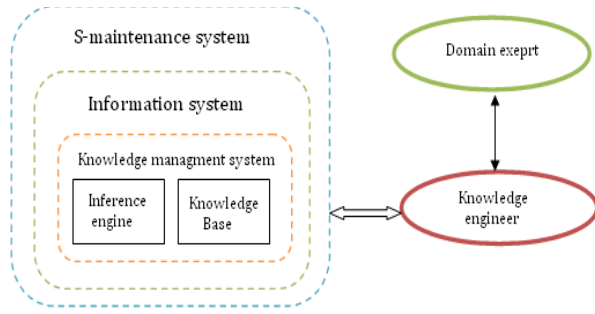 S-maintenance system
Information system
Knowledge managment system
Inference
engine
Knowledge
Base
Domain exeprt
Knowledge
engineer